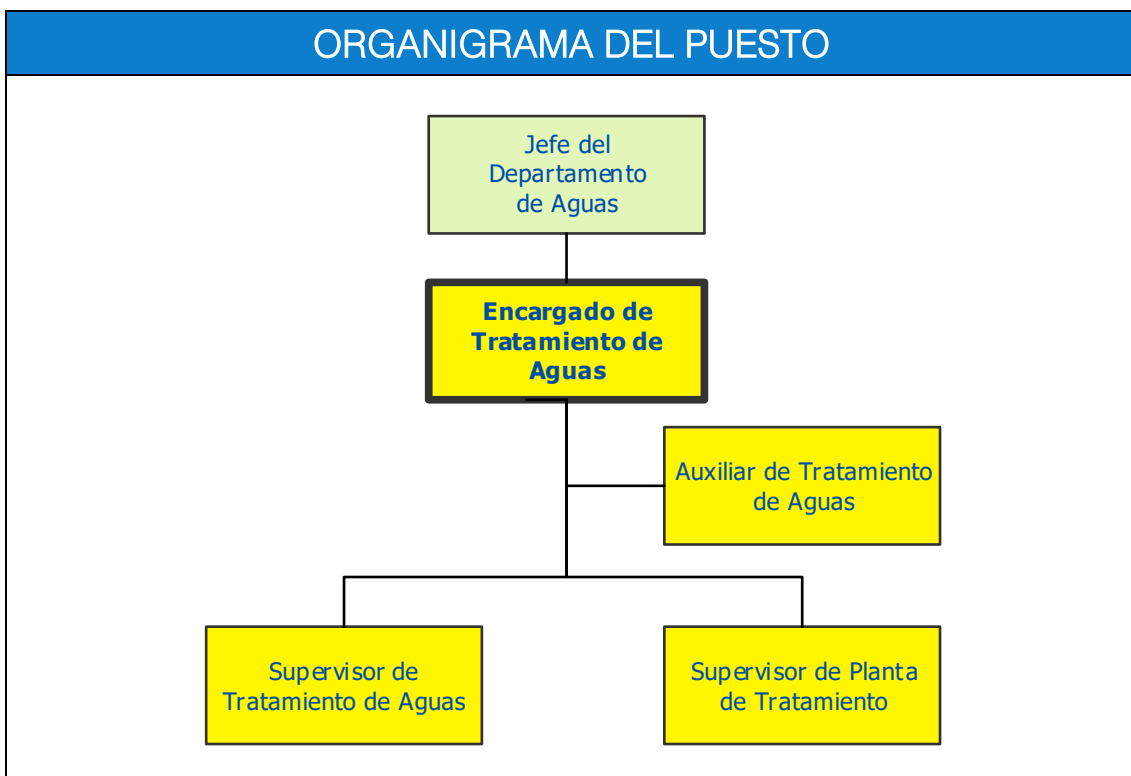 ORGANIGRAMA DEL PUESTO
Jefe del
Departamento
de Aguas
Encargado de
Tratamiento de
Aguas
Auxiliar de Tratamiento
de Aguas
Supervisor de
Tratamiento de Aguas
Supervisor de Planta
de Tratamiento